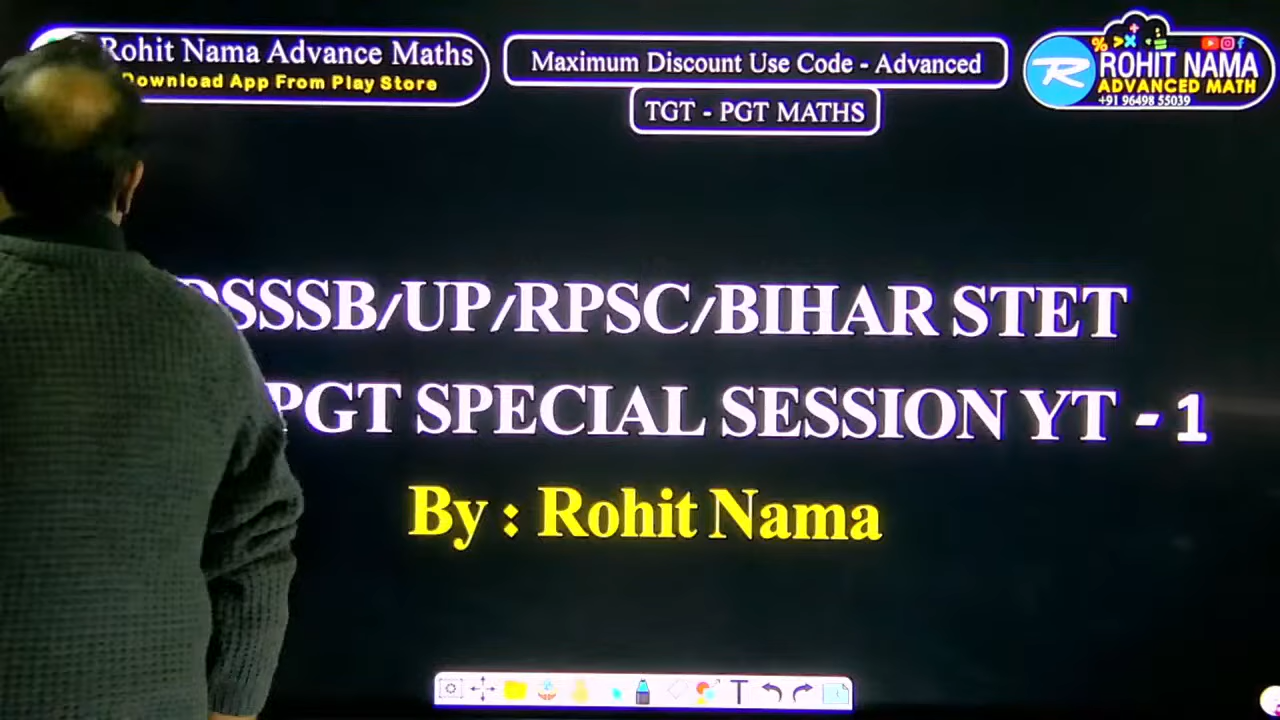 Rohit Nama Advance Maths
Download App From Play Store
Maximum Discount Use Code - Advanced
TGT - PGT MATHS
ROHIT NAMA
ADVANCED MATH
+91 96498 55039
DSSSB/UP/RPSC/BIHAR STET
PGT SPECIAL SESSION YT - 1
By : Rohit Nama